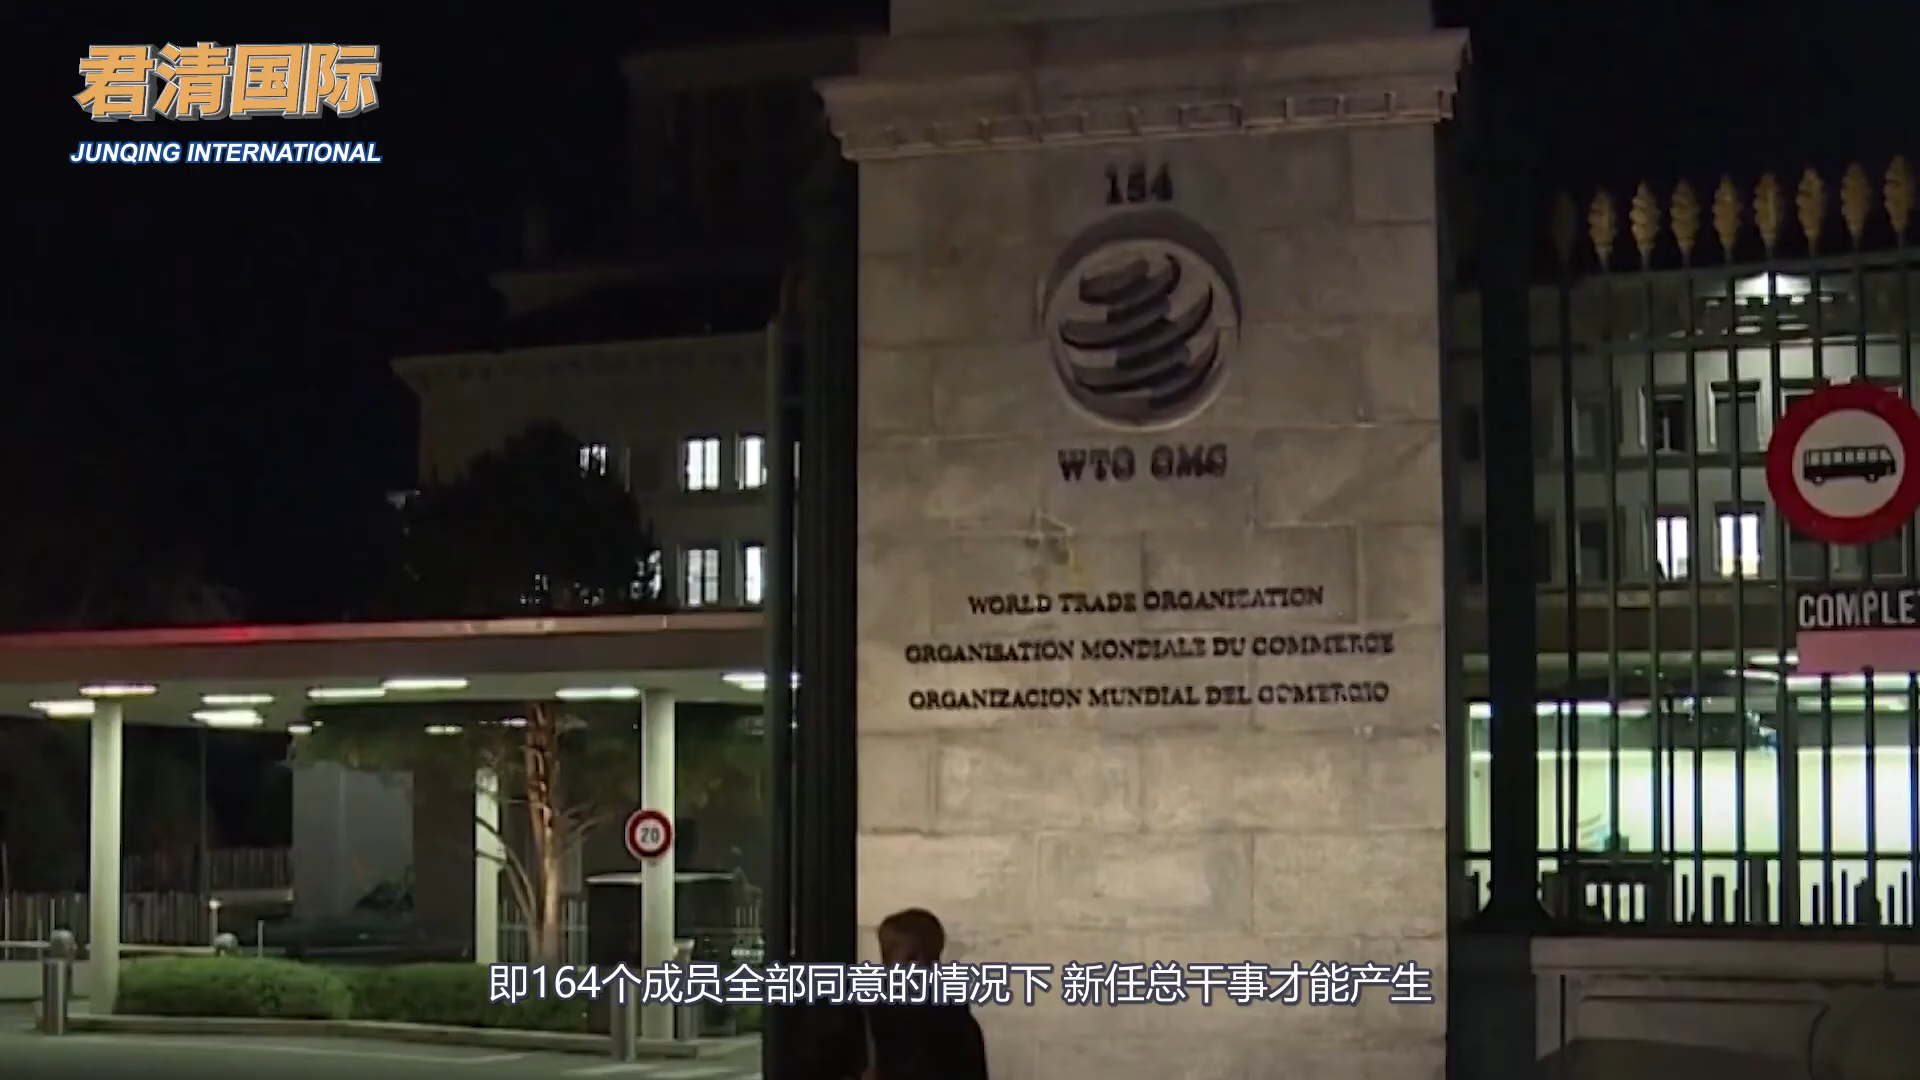 君清国际
JUNQING INTERNATIONAL
154
WTO OMC
WORLD TRADE ORGANIZATION
ORGANISATION MONDIALE DU COMMERCE
ORGANIZACION MUNDIAL DEL COMERCIO
COMPLE
20
即164个成员全部同意的情况下 新任总干事才能产生